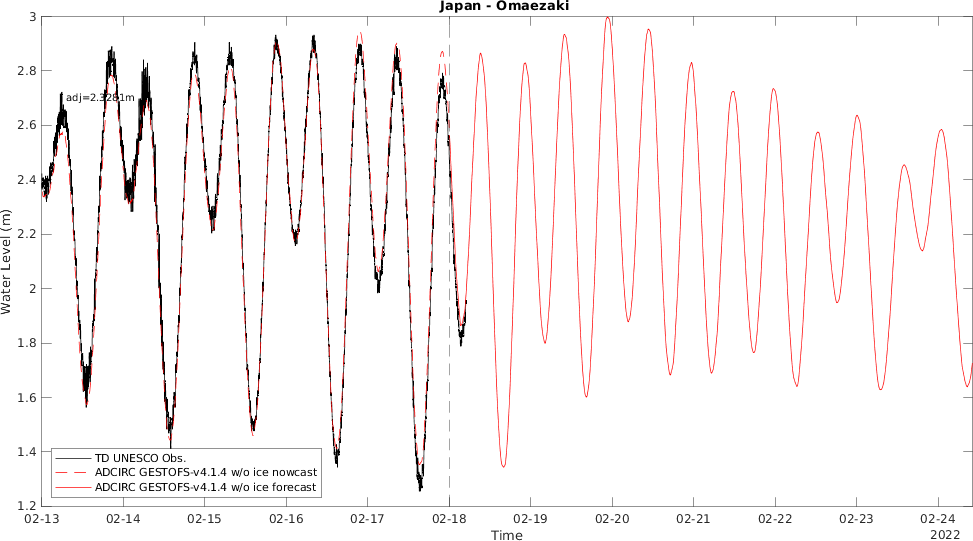 Japan - Omaezaki
3
2.8
2.6
2.4
2.2
2
1.8
1.6
1.4
1.2
Water Level (m)
adj=2.3281m
TD UNESCO Obs.
ADCIRC GESTOFS-v4.1.4 w/o ice nowcast
ADCIRC GESTOFS-v4.1.4 w/o ice forecast
02-13 02-14 02-15 02-16 02-17 02-18 02-19 02-20 02-21 02-22 02-23 02-24
2022
Time